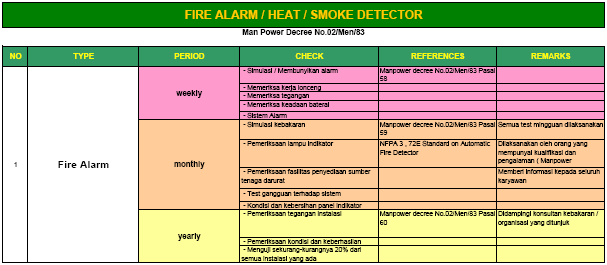 FIRE ALARM / HEAT / SMOKE DETECTOR
Man Power Decree No.02/Men/83
NO TYPE PERIOD CHECK REFERENCES REMARKS
1 Fire Alarm
weekly
- Simulasi / Membunyikan alarm
Manpower decree No.02/Men/83 Pasal
58
- Memeriksa kerja lonceng
- Memeriksa tegangan
- Memeriksa keadaan baterai
- Sistem Alarm
monthly
- Simulasi kebakaran
Manpower decree No.02/Men/83 Pasal
59
Semua test mingguan dilaksanakan
- Pemeriksaan lampu indikator
NFPA 3 , 72E Standard on Automatic
Fire Detector
Dilaksanakan oleh orang yang
mempunyai kualifikasi dan
pengalaman ( Manpower
- Pemeriksaan fasilitas penyediaan sumber
tenaga darurat
Memberi informasi kepada seluruh
karyawan
- Test gangguan terhadap sistem
- Kondisi dan kebersihan panel indikator
yearly
- Pemeriksaan tegangan instalasi
Manpower decree No.02/Men/83 Pasal
60
Didampingi konsultan kebakaran /
organisasi yang ditunjuk
- Pemeriksaan kondisi dan keberhasilan
- Menguji sekurang-kurangnya 20% dari
semua instalasi yang ada